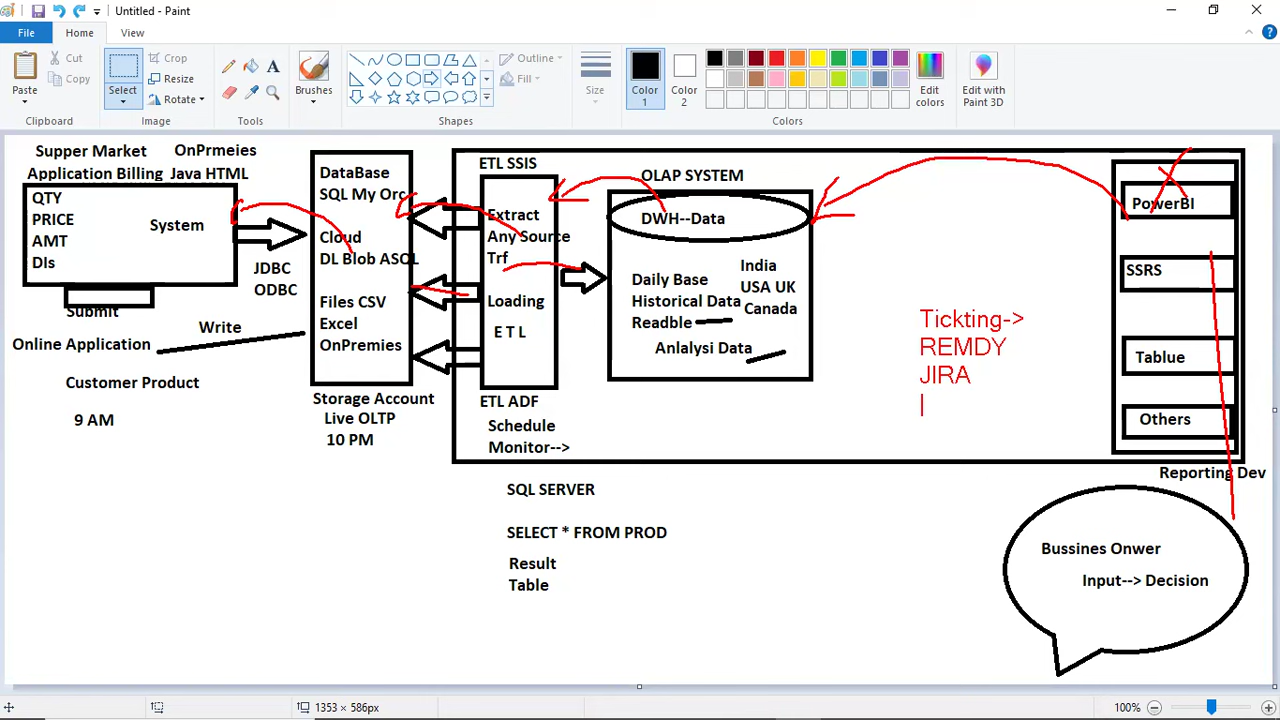 Untitled - Paint
File
Home
View
Paste
Cut
Copy
Clipboard
Select
Crop
Resize
Rotate
Image
A
Tools
Brushes
Outline
Fill
Shapes
Size
Color 1
Color 2
Edit colors
Edit with Paint 3D
Colors
Supper Market
Application Billing
OnPrmeies
Java HTML
QTY
PRICE
AMT
DIs
System
Submit
JDBC
ODBC
Write
Online Application
Customer Product
9 AM
DataBase
SQL My Orc
Cloud
DL Blob ASQL
Files CSV
Excel
OnPremies
Storage Account
Live OLTP
10 PM
ETL SSIS
Extract
Any Source
Trf
Loading
E T L
ETL ADF
Schedule
Monitor-->
SQL SERVER
SELECT * FROM PROD
Result
Table
OLAP SYSTEM
DWH--Data
Daily Base
Historical Data
Readble
Anlalysi Data
India
USA UK
Canada
Tickting->
REMDY
JIRA
PowerBI
SSRS
Tablue
Others
Reporting Dev
Bussines Onwer
Input--> Decision
1353 × 586px
100%